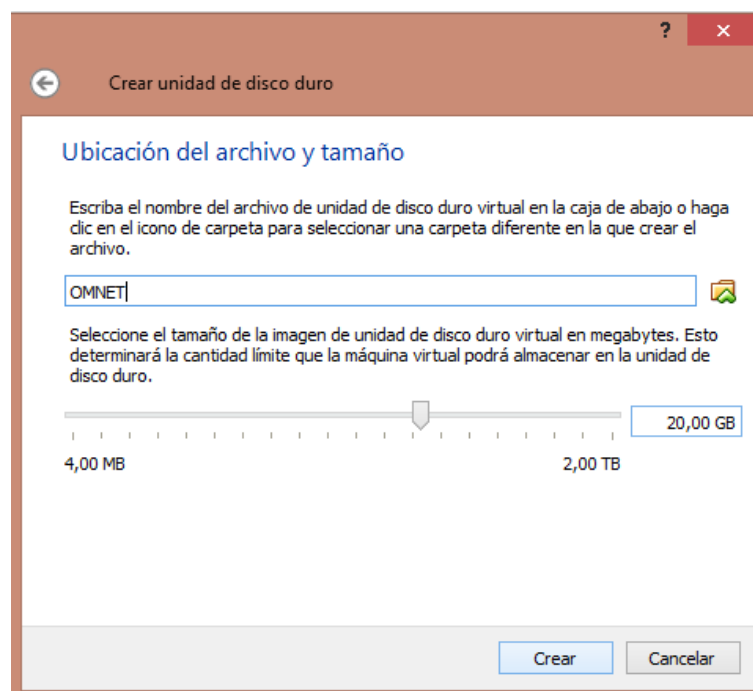 ?
Crear unidad de disco duro
Ubicación del archivo y tamaño
Escriba el nombre del archivo de unidad de disco duro virtual en la caja de abajo o haga
clic en el icono de carpeta para seleccionar una carpeta diferente en la que crear el
archivo.
OMNET
Seleccione el tamaño de la imagen de unidad de disco duro virtual en megabytes. Esto
determinará la cantidad límite que la máquina virtual podrá almacenar en la unidad de
disco duro.
20,00 GB
4,00 MB 2,00 TB
Crear Cancelar